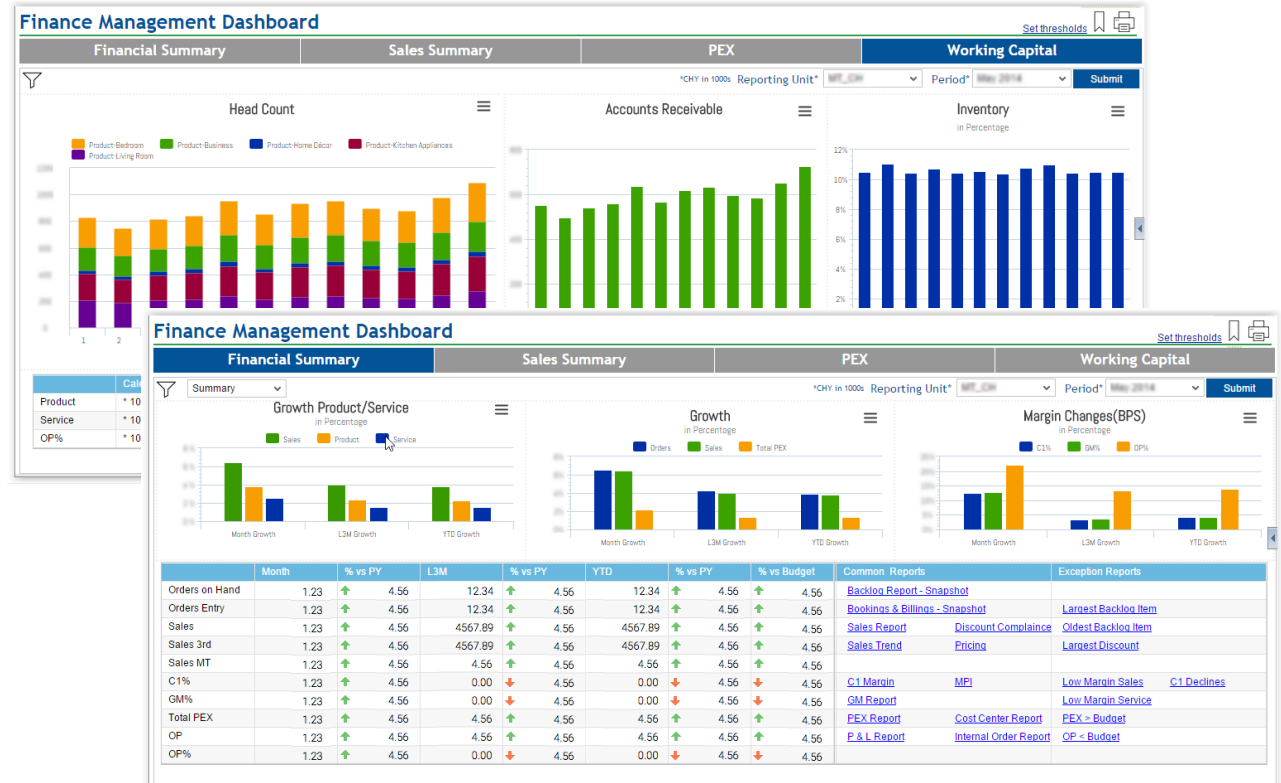 Finance Management Dashboard
Set thresholds
Financial Summary Sales Summary PEX Working Capital
*CHY in 1000s Reporting Unit* Period* Submit
Head Count
Product-Bedroom Product-Business Product-Home Décor Product-Kitchen Appliances
Product-Living Room
1 2
Accounts Receivable
Inventory
in Percentage
12%
10%
8%
6%
4%
2%
Product * 10
Service * 10
OP% * 10
Finance Management Dashboard
Set thresholds
Financial Summary Sales Summary PEX Working Capital
Summary *CHY in 1000s Reporting Unit* Period* Submit
Growth Product/Service
in Percentage
Sales Product Service
Month Growth L3M Growth YTD Growth
Growth
in Percentage
Orders Sales Total PEX
Month Growth L3M Growth YTD Growth
Margin Changes(BPS)
in Percentage
C1% GM% OP%
Month Growth L3M Growth YTD Growth
Month % vs PY L3M % vs PY YTD % vs PY % vs Budget Common Reports Exception Reports
Orders on Hand 1.23 4.56 12.34 4.56 12.34 4.56 4.56 Backlog Report - Snapshot
Orders Entry 1.23 4.56 12.34 4.56 12.34 4.56 4.56 Bookings & Billings - Snapshot Largest Backlog Item
Sales 1.23 4.56 4567.89 4.56 4567.89 4.56 4.56 Sales Report Discount Complaince Oldest Backlog Item
Sales 3rd 1.23 4.56 4567.89 4.56 4567.89 4.56 4.56 Sales Trend Pricing Largest Discount
Sales MT 1.23 4.56 4.56 4.56 4.56 4.56 4.56
C1% 1.23 4.56 0.00 4.56 0.00 4.56 4.56 C1 Margin MPI Low Margin Sales C1 Declines
GM% 1.23 4.56 0.00 4.56 0.00 4.56 4.56 GM Report Low Margin Service
Total PEX 1.23 4.56 4.56 4.56 4.56 4.56 4.56 PEX Report Cost Center Report PEX > Budget
OP 1.23 4.56 4.56 4.56 4.56 4.56 4.56 P & L Report Internal Order Report OP < Budget
OP% 1.23 4.56 0.00 4.56 0.00 4.56 4.56